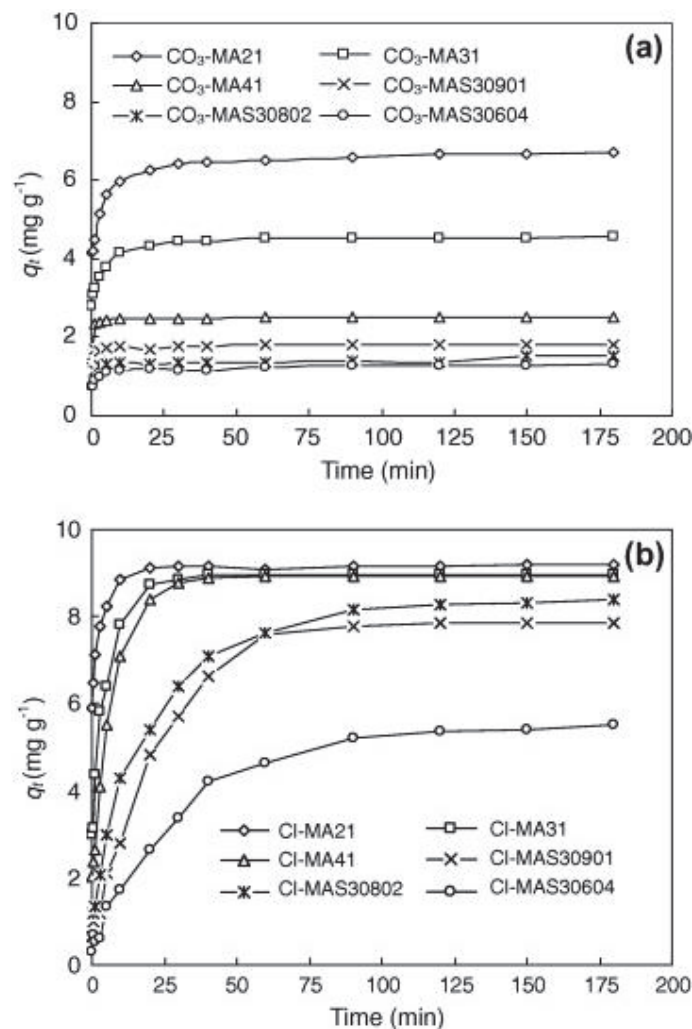 10
(a)
CO₃-MA21 CO₃-MA31
CO₃-MA41 CO₃-MAS30901
8
CO₃-MAS30802 CO₃-MAS30604
6
qₜ (mg g⁻¹)
4
2
0
0 25 50 75 100 125 150 175 200
Time (min)
10
(b)
8
6
qₜ (mg g⁻¹)
4
Cl-MA21 Cl-MA31
Cl-MA41 Cl-MAS30901
2
Cl-MAS30802 Cl-MAS30604
0
0 25 50 75 100 125 150 175 200
Time (min)